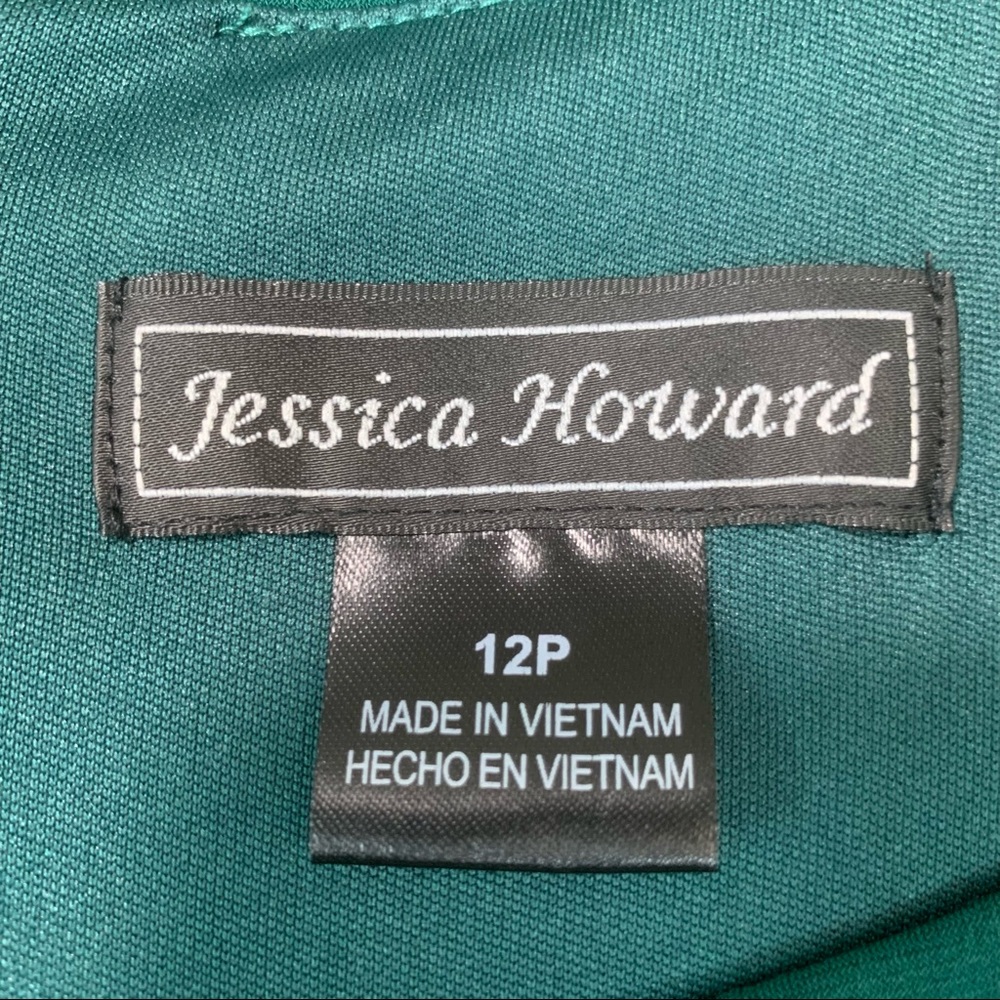 Jessica Howard
12P
MADE IN VIETNAM
HECHO EN VIETNAM